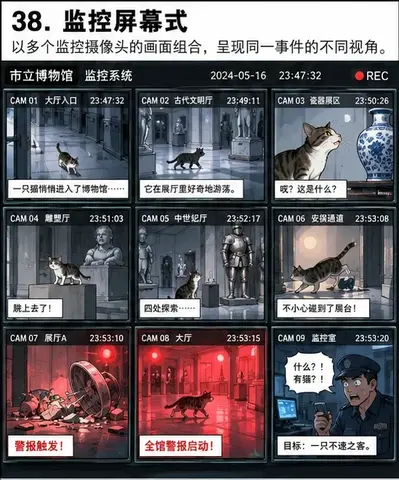 38. 监控屏幕式
以多个监控摄像头的画面组合，呈现同一事件的不同视角。
市立博物馆 监控系统 2024-05-16 23:47:32 REC
CAM 01 大厅入口 23:47:32
一只猫悄悄进入了博物馆……
CAM 02 古代文明厅 23:49:11
它在展厅里好奇地游荡。
CAM 03 瓷器展区 23:50:26
哎？这是什么？
CAM 04 雕塑厅 23:51:03
跳上去了！
CAM 05 中世纪厅 23:52:17
四处探索……
CAM 06 通道 23:53:08
不小心碰到了展台！
CAM 07 展厅A 23:53:10
警报触发！
CAM 08 大厅 23:53:15
全馆警报启动！
CAM 09 监控室 23:53:20
什么？！
有猫？！
目标：一只不速之客。